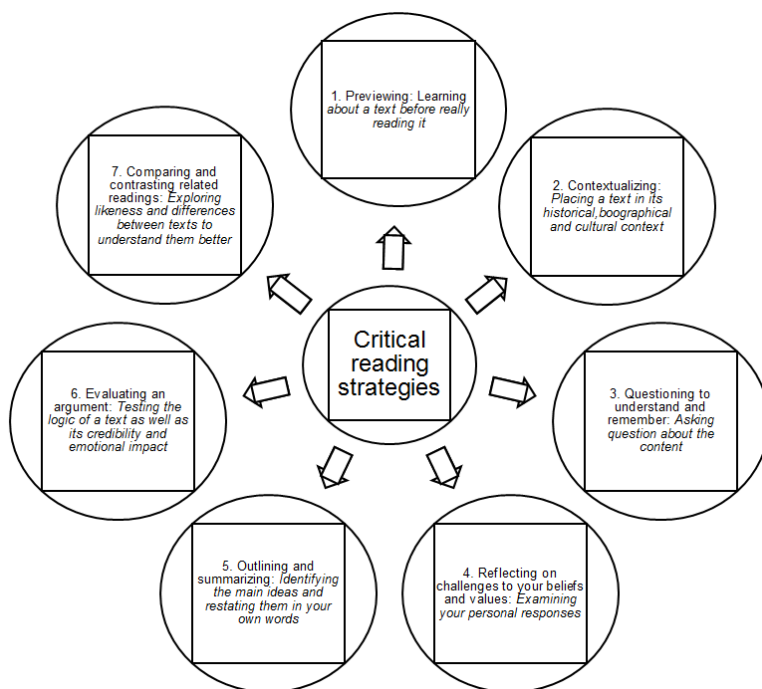 1. Previewing: Learning
about a text before really
reading it
7. Comparing and
contrasting related
readings: Exploring
likeness and differences
between texts to
understand them better
2. Contextualizing:
Placing a text in its
historical,boographical
and cultural context
Critical
reading
strategies
6. Evaluating an
argument: Testing the
logic of a text as well as
its credibility and
emotional impact
3. Questioning to
understand and
remember: Asking
question about the
content
5. Outlining and
summarizing: Identifying
the main ideas and
restating them in your
own words
4. Reflecting on
challenges to your beliefs
and values: Examining
your personal responses